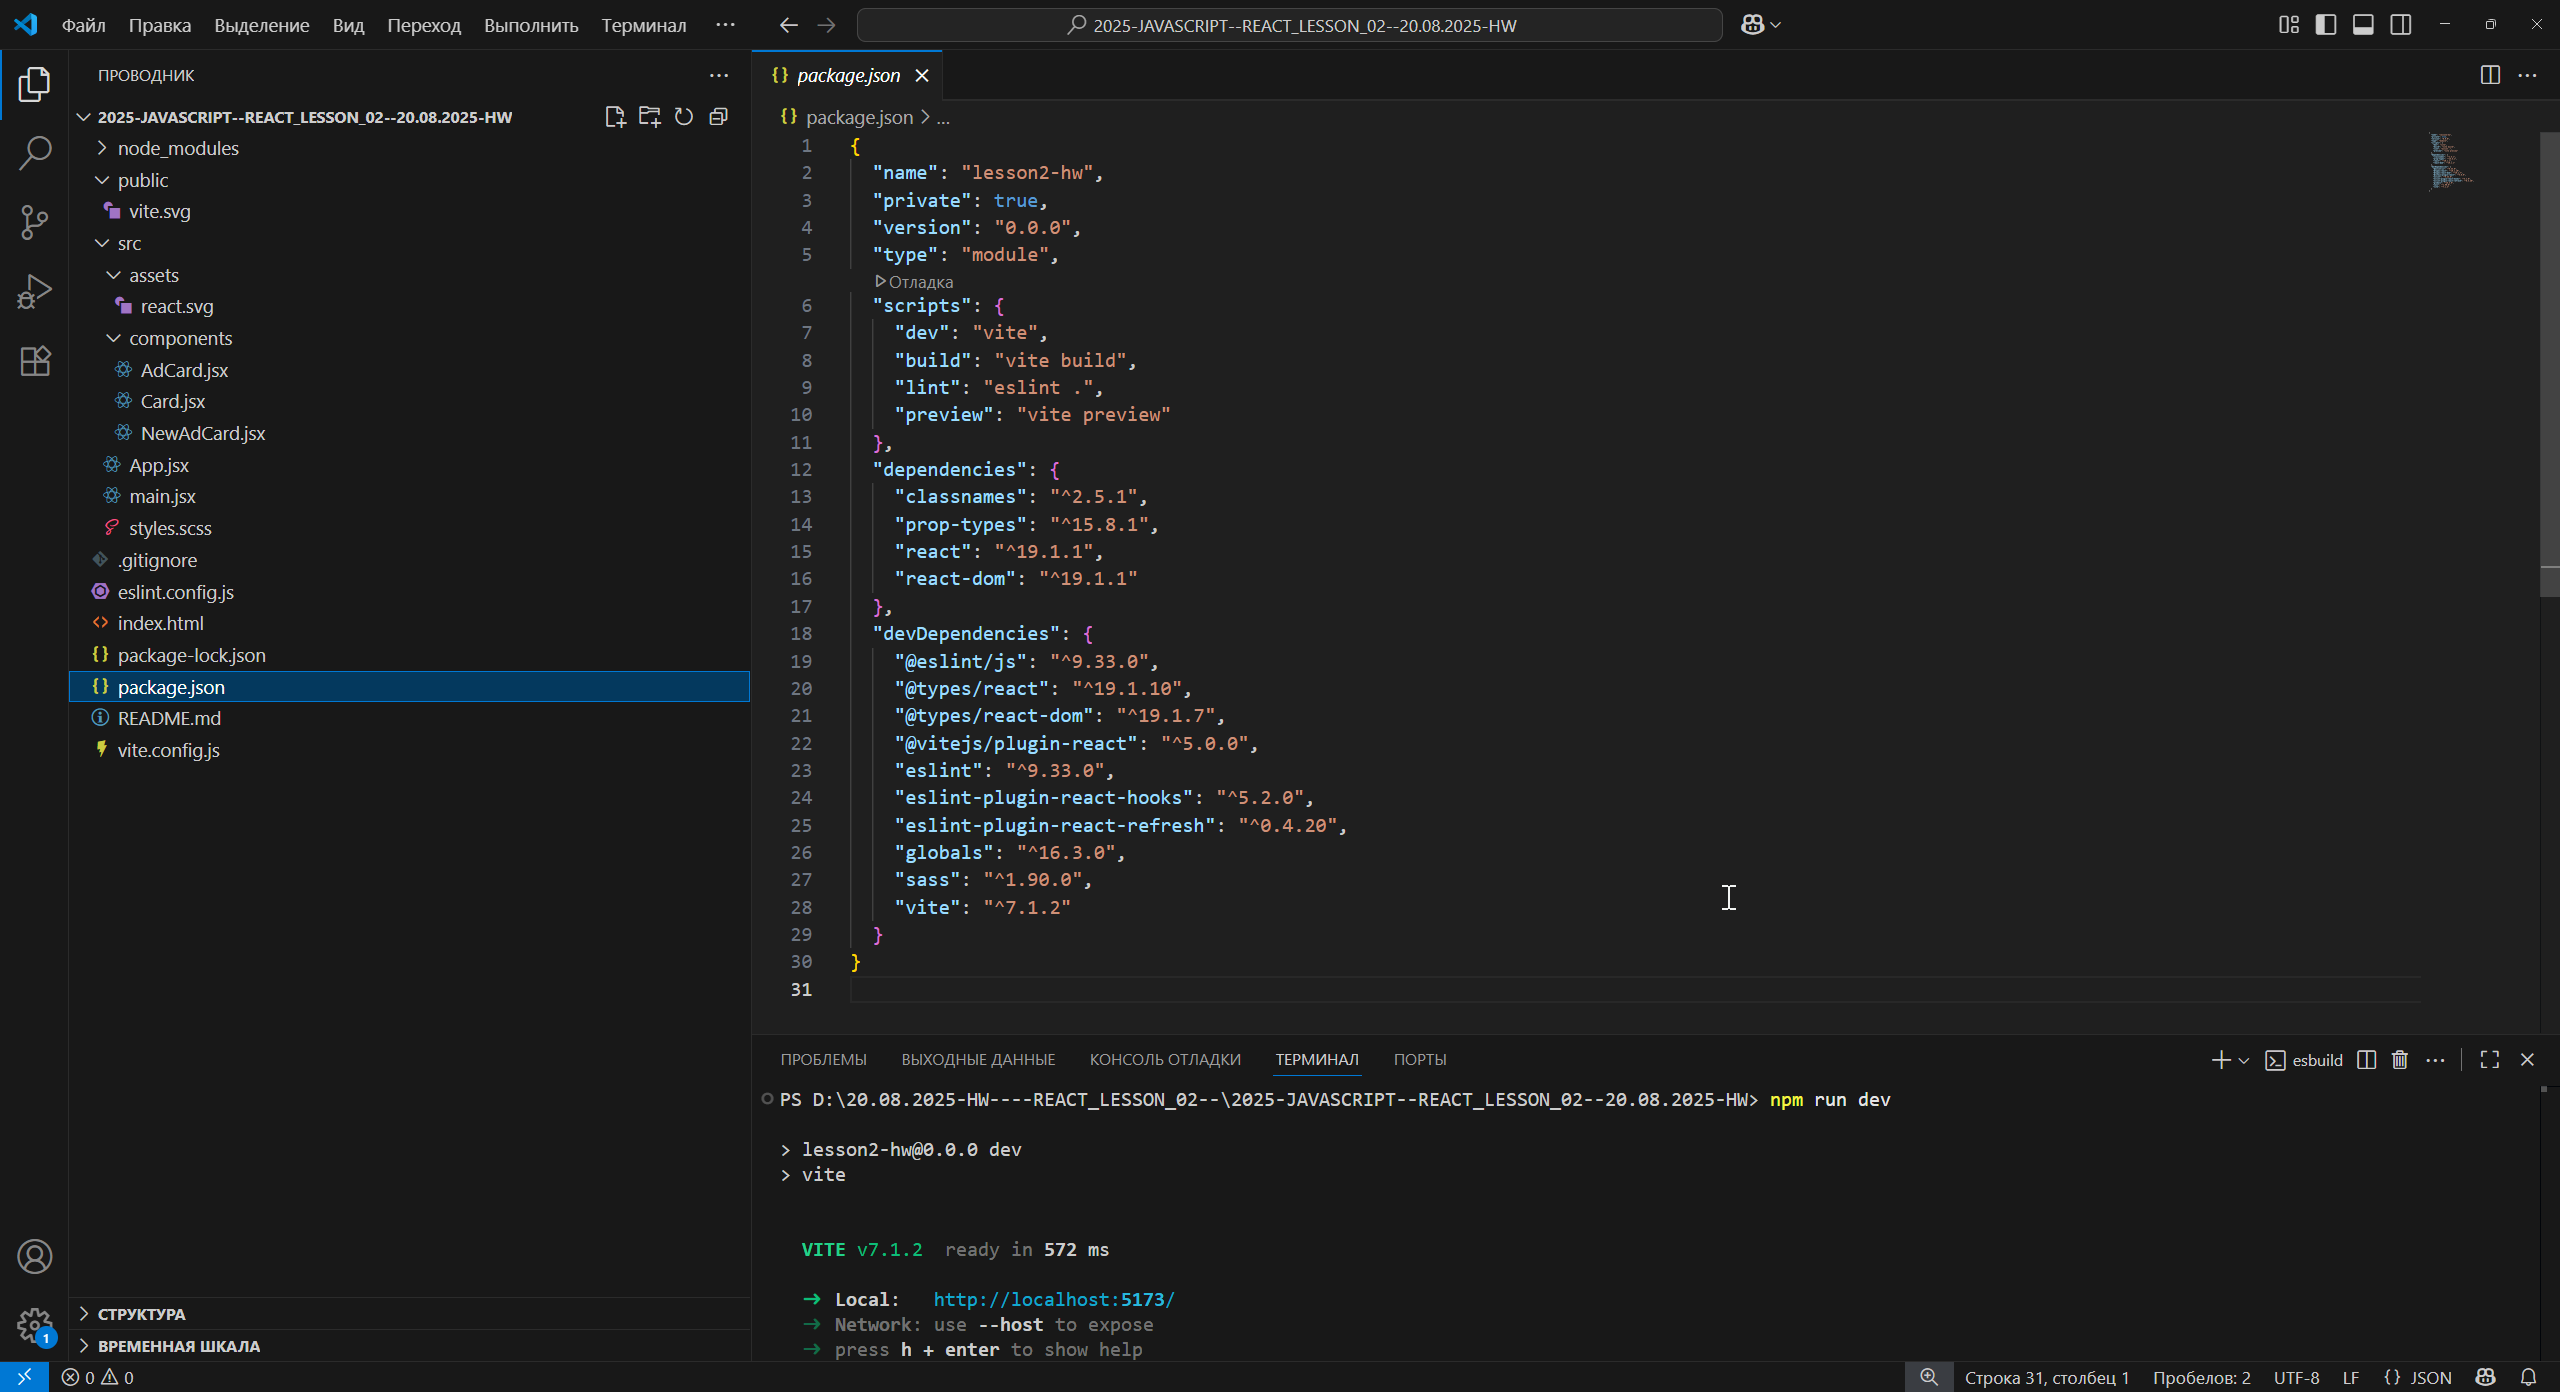 Файл Правка Выделение Вид Переход Выполнить Терминал ··· 2025-JAVASCRIPT--REACT_LESSON_02--20.08.2025-HW
ПРОВОДНИК
2025-JAVASCRIPT--REACT_LESSON_02--20.08.2025-HW
node_modules
public
vite.svg
src
assets
react.svg
components
AdCard.jsx
Card.jsx
NewAdCard.jsx
App.jsx
main.jsx
styles.scss
.gitignore
eslint.config.js
index.html
package-lock.json
package.json
README.md
vite.config.js
СТРУКТУРА
ВРЕМЕННАЯ ШКАЛА
1
{} package.json
{} package.json > ...
1 {
2 "name": "lesson2-hw",
3 "private": true,
4 "version": "0.0.0",
5 "type": "module",
Отладка
6 "scripts": {
7 "dev": "vite",
8 "build": "vite build",
9 "lint": "eslint .",
10 "preview": "vite preview"
11 },
12 "dependencies": {
13 "classnames": "^2.5.1",
14 "prop-types": "^15.8.1",
15 "react": "^19.1.1",
16 "react-dom": "^19.1.1"
17 },
18 "devDependencies": {
19 "@eslint/js": "^9.33.0",
20 "@types/react": "^19.1.10",
21 "@types/react-dom": "^19.1.7",
22 "@vitejs/plugin-react": "^5.0.0",
23 "eslint": "^9.33.0",
24 "eslint-plugin-react-hooks": "^5.2.0",
25 "eslint-plugin-react-refresh": "^0.4.20",
26 "globals": "^16.3.0",
27 "sass": "^1.90.0",
28 "vite": "^7.1.2"
29 }
30 }
31
ПРОБЛЕМЫ ВЫХОДНЫЕ ДАННЫЕ КОНСОЛЬ ОТЛАДКИ ТЕРМИНАЛ ПОРТЫ esbuild
PS D:\20.08.2025-HW----REACT_LESSON_02--\2025-JAVASCRIPT--REACT_LESSON_02--20.08.2025-HW> npm run dev
> lesson2-hw@0.0.0 dev
> vite
VITE v7.1.2 ready in 572 ms
➜ Local: http://localhost:5173/
➜ Network: use --host to expose
➜ press h + enter to show help
0 0 Строка 31, столбец 1 Пробелов: 2 UTF-8 LF {} JSON